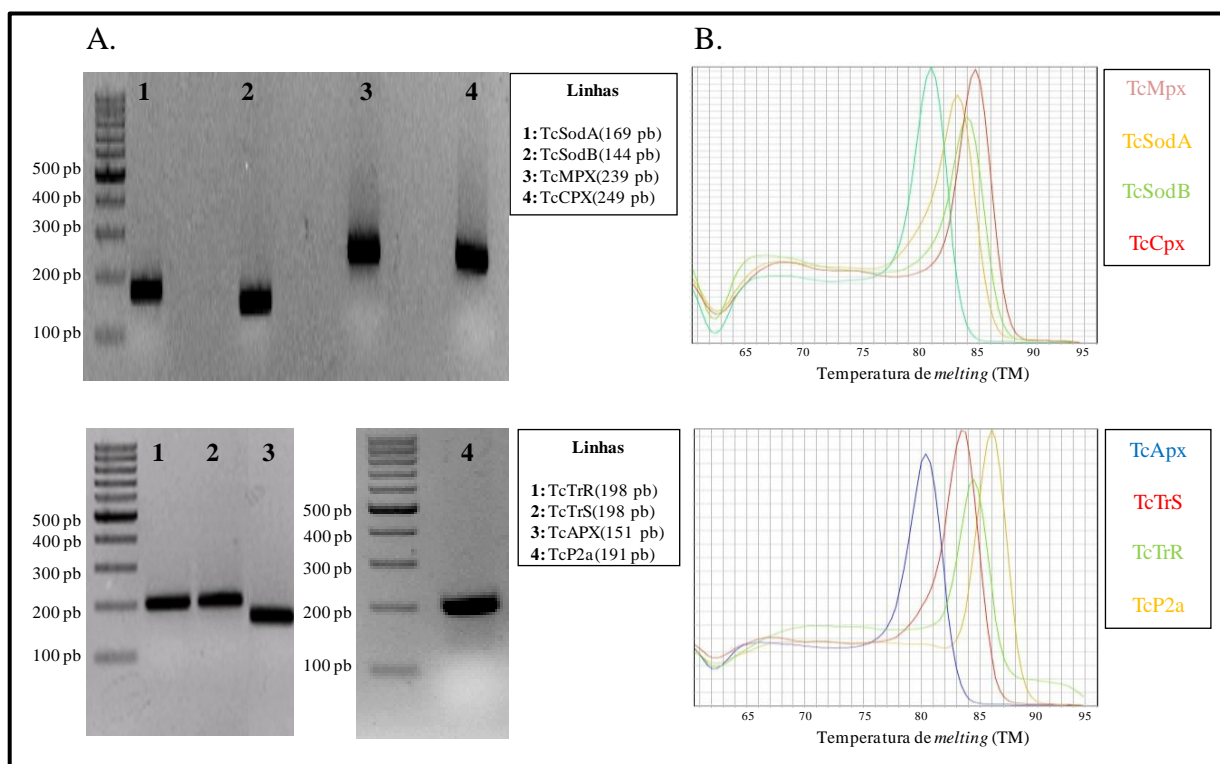 A.
1
2
3
4
500 pb
400 pb
300 pb
200 pb
100 pb
Linhas
1:TcSodA(169 pb)
2:TcSodB(144 pb)
3:TcMPX(239 pb)
4:TcCPX(249 pb)
B.
65
70
75
80
85
90
95
Temperatura de melting (TM)
TcMpx
TcSodA
TcSodB
TcCpx
1
2
3
500 pb
400 pb
300 pb
200 pb
100 pb
4
500 pb
400 pb
300 pb
200 pb
100 pb
Linhas
1:TcTrR(198 pb)
2:TcTrS(198 pb)
3:TcAPX(151 pb)
4:TcP2a(191 pb)
65
70
75
80
85
90
95
Temperatura de melting (TM)
TcApx
TcTrS
TcTrR
TcP2a